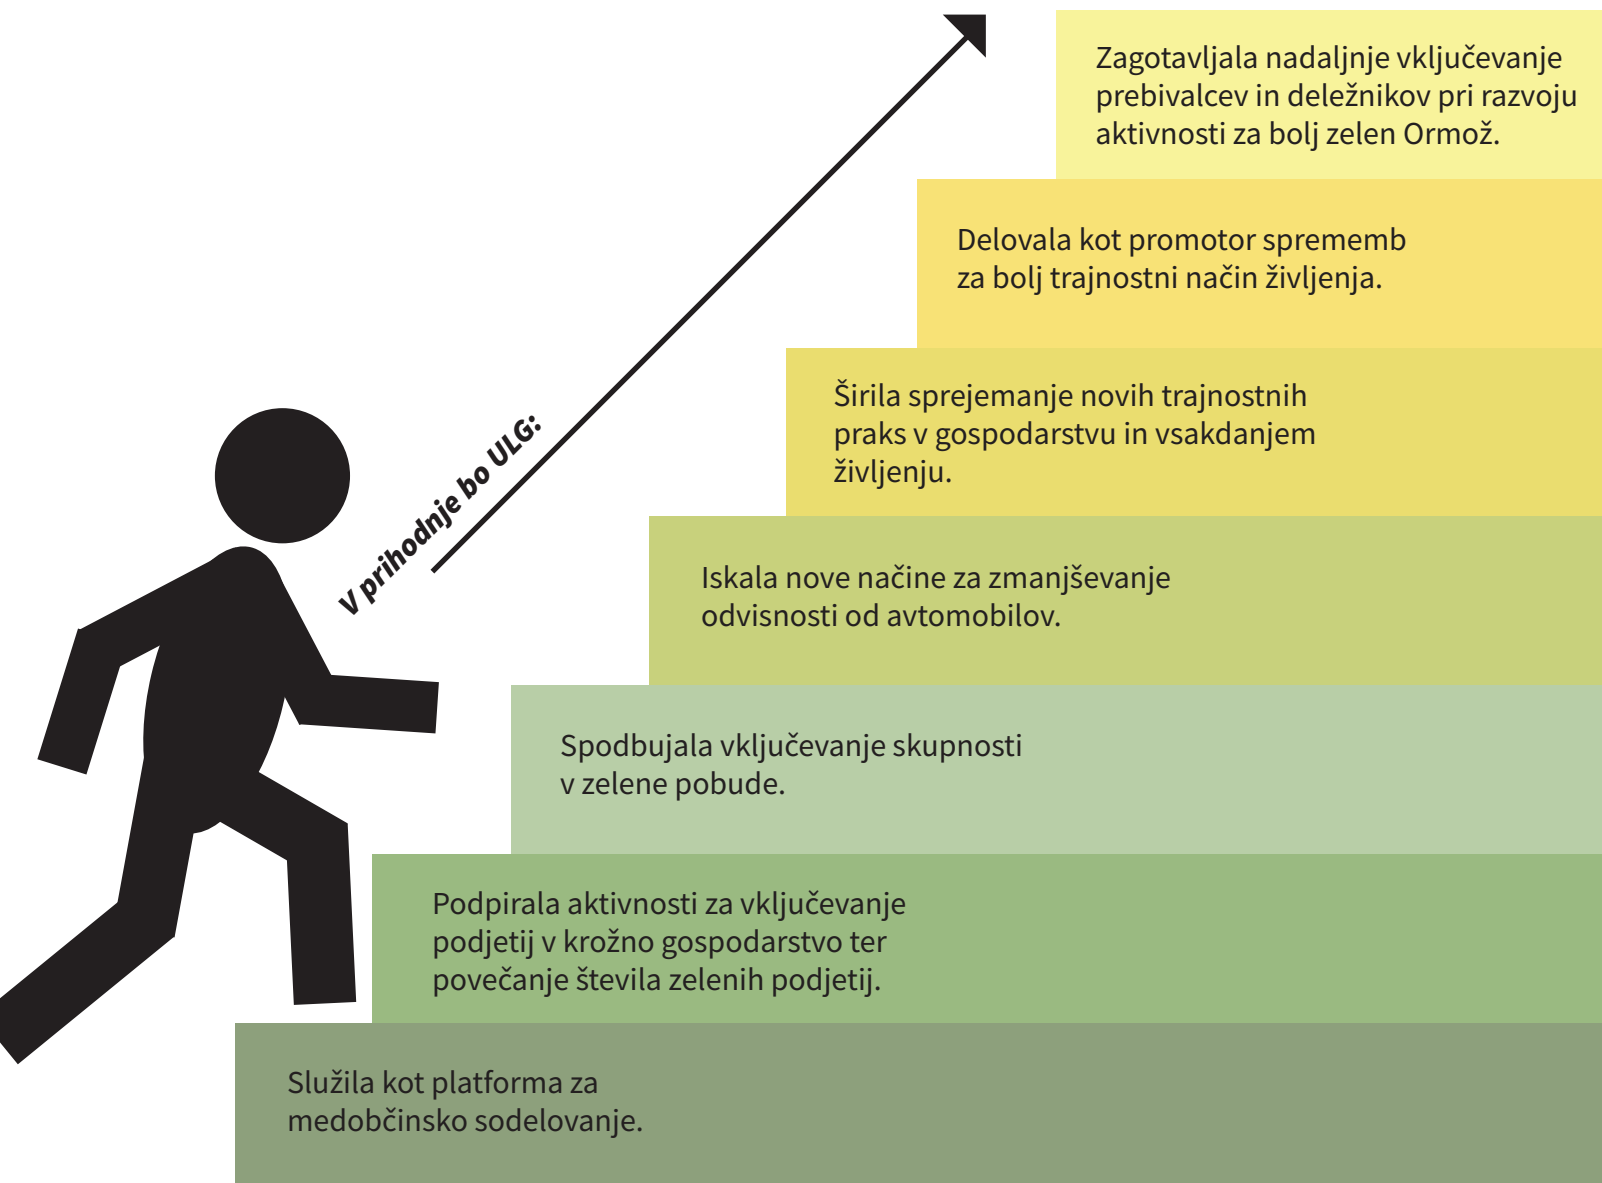 Zagotavljala nadaljnje vključevanje
prebivalcev in deležnikov pri razvoju
aktivnosti za bolj zelen Ormož.
Delovala kot promotor sprememb
za bolj trajnostni način življenja.
Širila sprejemanje novih trajnostnih
praks v gospodarstvu in vsakdanjem
življenju.
V prihodnje bo ULG:
Iskala nove načine za zmanjševanje
odvisnosti od avtomobilov.
Spodbujala vključevanje skupnosti
v zelene pobude.
Podpirala aktivnosti za vključevanje
podjetij v krožno gospodarstvo ter
povečanje števila zelenih podjetij.
Služila kot platforma za
medobčinsko sodelovanje.